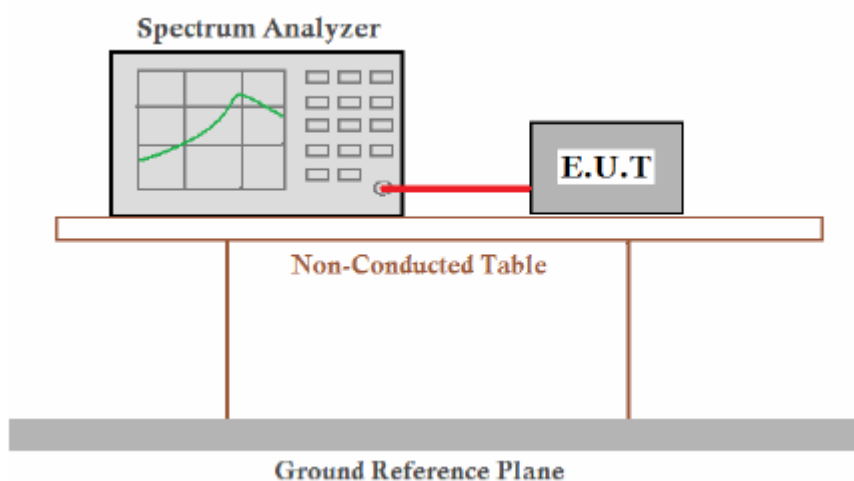 Spectrum Analyzer
E.U.T
Non-Conducted Table
Ground Reference Plane